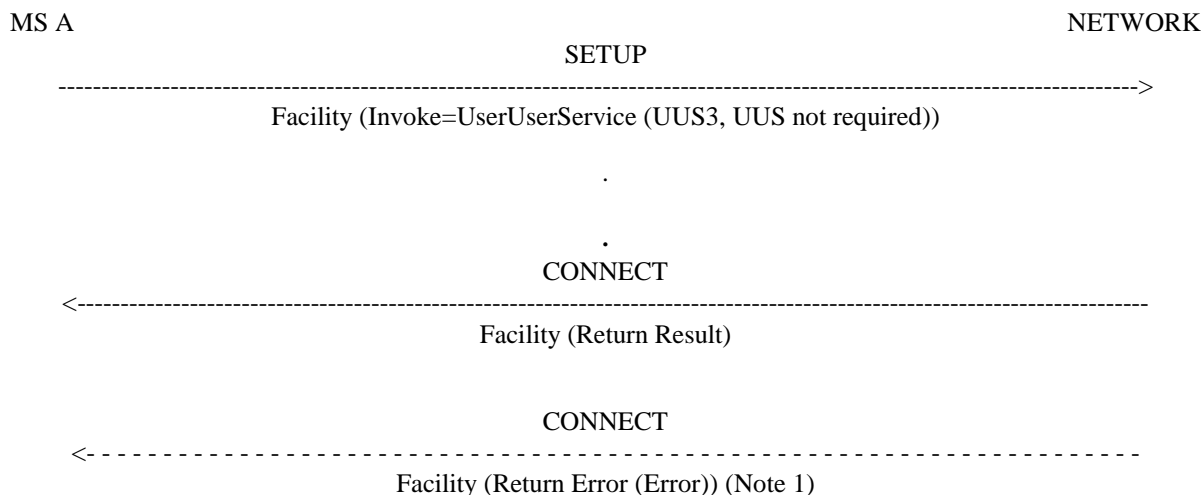 MS A NETWORK
SETUP
------------------------------------------------------------------------------------------------------------------------------>
Facility (Invoke=UserUserService (UUS3, UUS not required))
.
.
CONNECT
<-----------------------------------------------------------------------------------------------------------------------------
Facility (Return Result)
CONNECT
<- - - - - - - - - - - - - - - - - - - - - - - - - - - - - - - - - - - - - - - - - - - - - - - - - - - - - - - - - - - - - - -
Facility (Return Error (Error)) (Note 1)